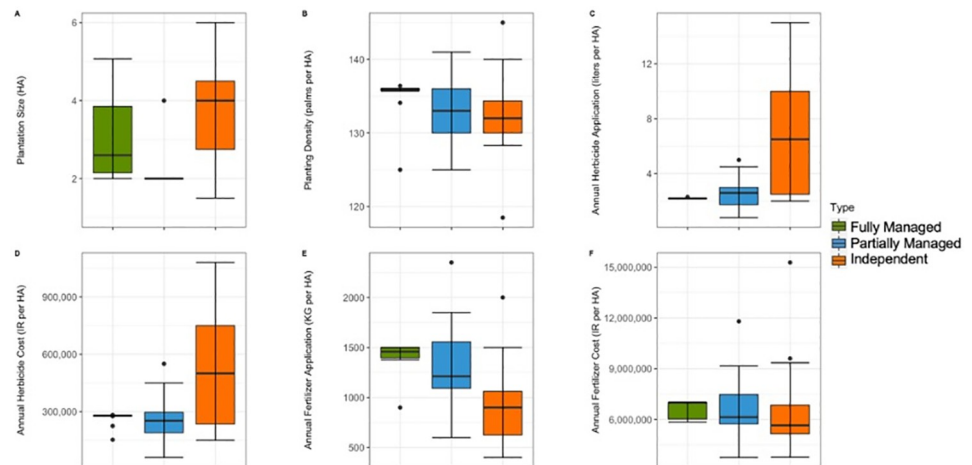 A
Plantation Size (HA)
6
4
2
B
Planting Density (palms per HA)
140
130
120
C
Annual Herbicide Application (liters per HA)
12
8
4
Type
Fully Managed
Partially Managed
Independent
D
Annual Herbicide Cost (IR per HA)
900,000
600,000
300,000
E
Annual Fertilizer Application (KG per HA)
2000
1500
1000
500
F
Annual Fertilizer Cost (IR per HA)
15,000,000
12,000,000
9,000,000
6,000,000